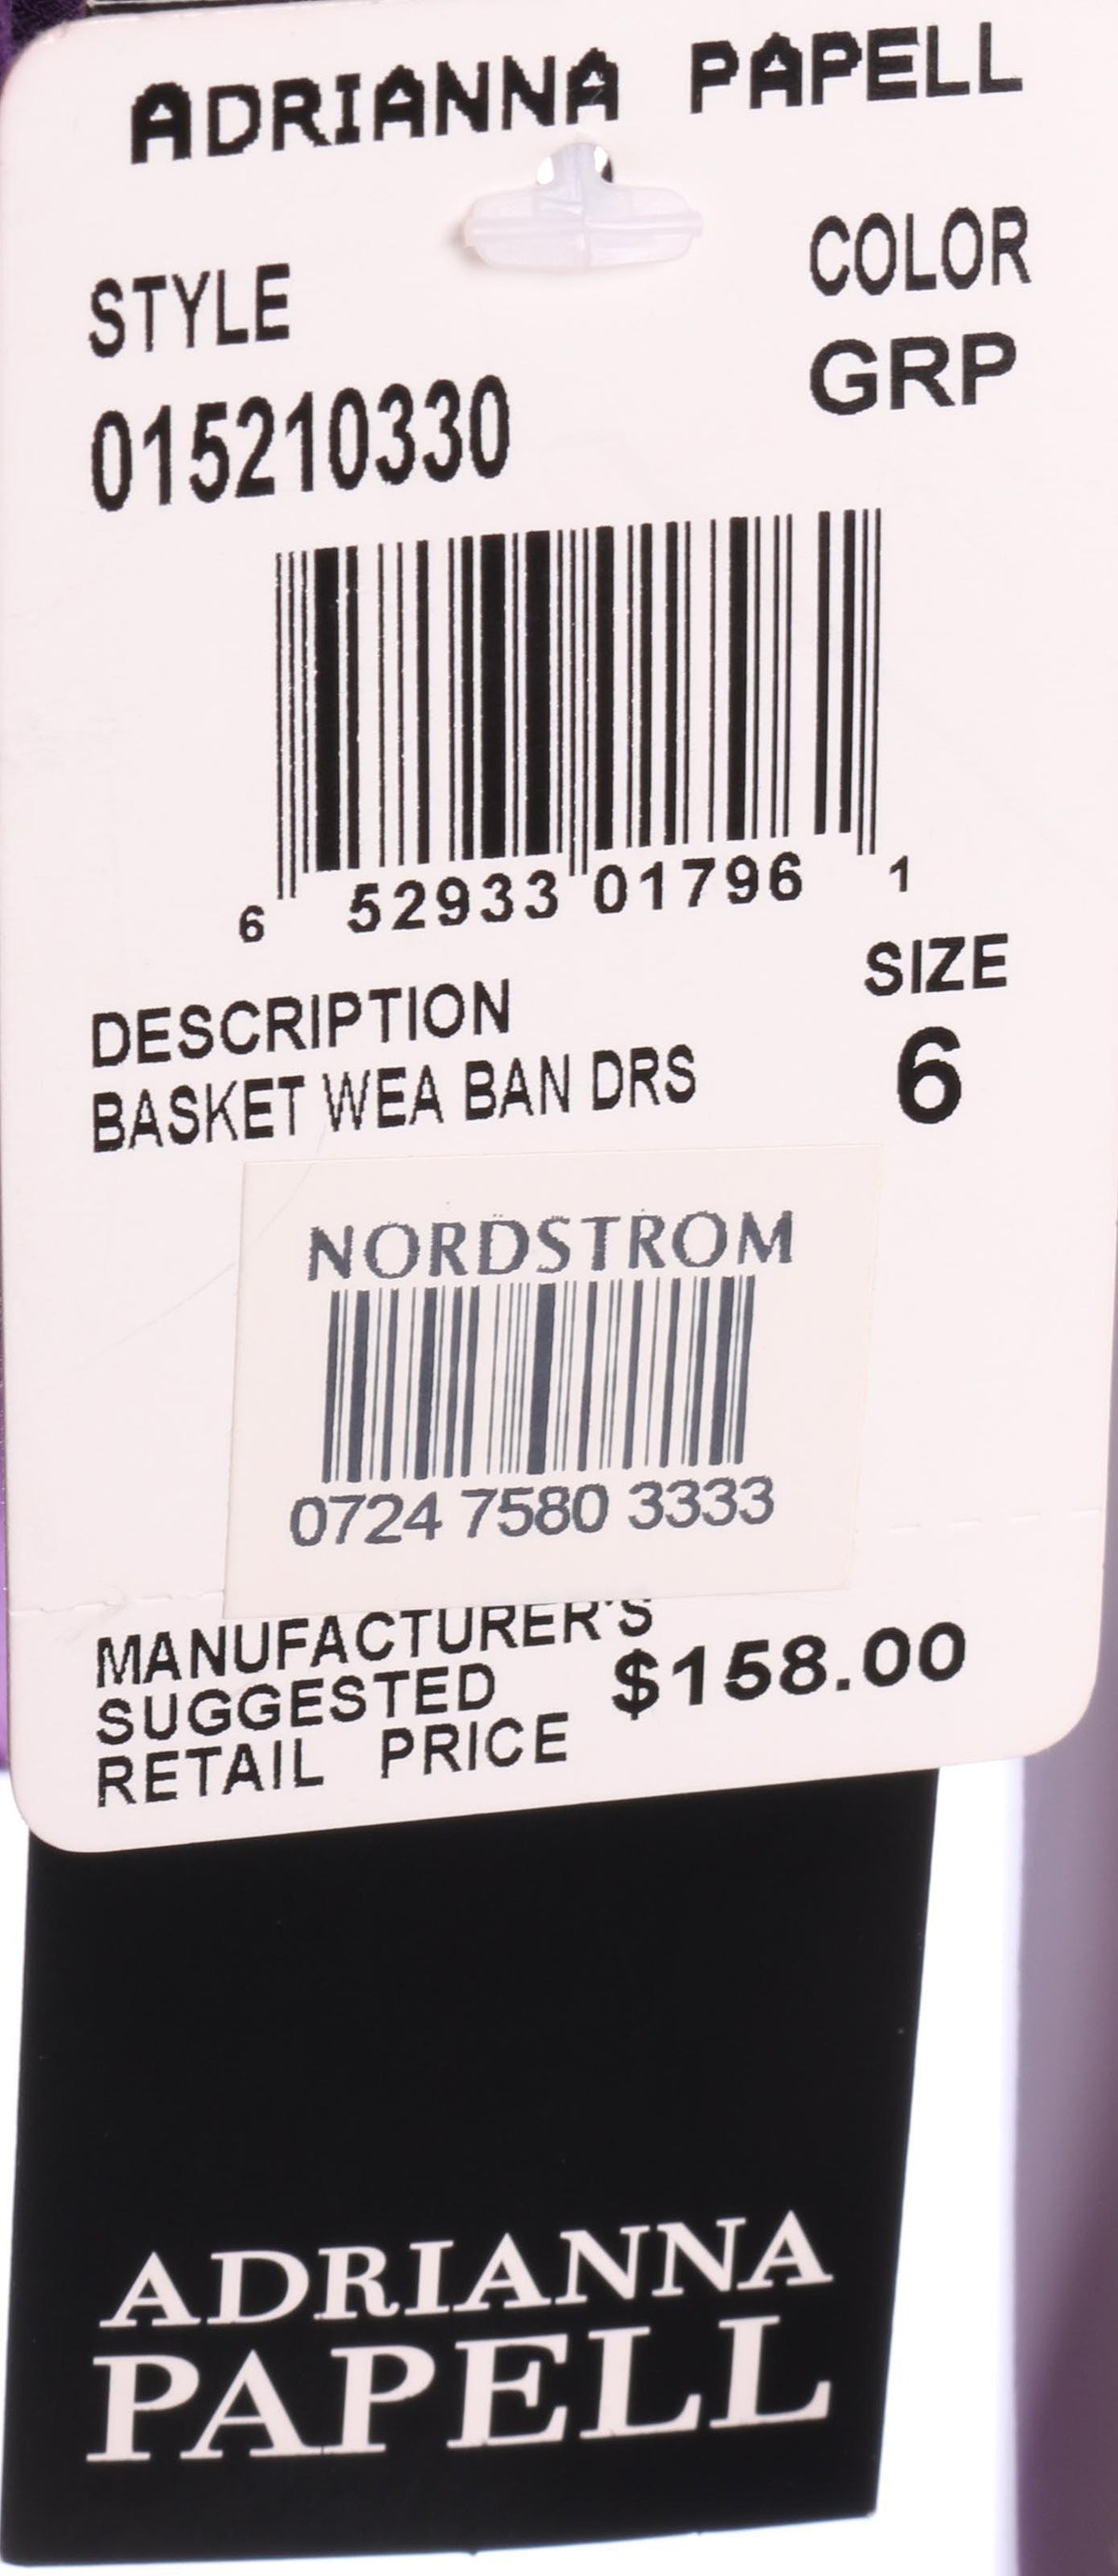 ADRIANNA PAPELL
STYLE
COLOR
015210330
GRP
6 52933 01796 1
DESCRIPTION
SIZE
BASKET WEA BAN DRS
6
NORDSTROM
0724 7580 3333
MANUFACTURER'S
SUGGESTED
RETAIL PRICE
$158.00
ADRIANNA
PAPELL